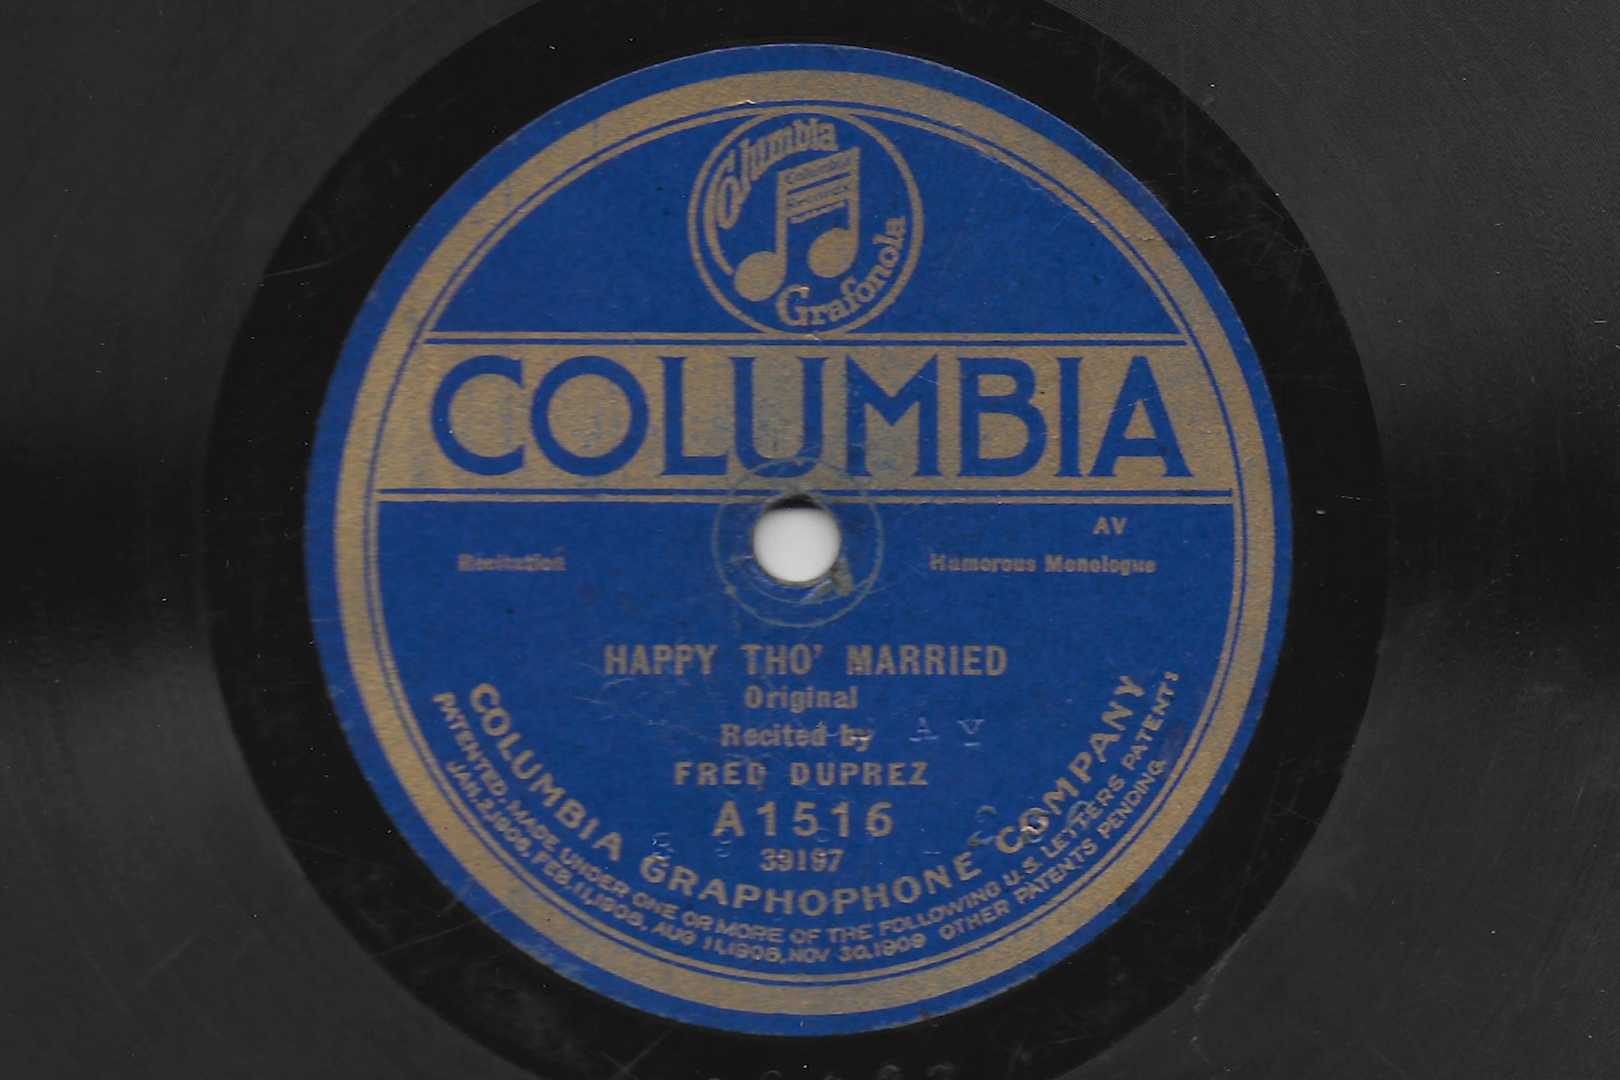 Columbia
Columbia
Records
Grafonola
COLUMBIA
AV
Recitation
Humorous Monologue
HAPPY THO' MARRIED
Original
Recited by
A V
FRED DUPREZ
A1516
39197
COLUMBIA GRAPHOPHONE COMPANY
PATENTED, MADE UNDER ONE OR MORE OF THE FOLLOWING U.S. LETTERS PATENTS
JAN. 2, 1906, FEB. 11, 1908, AUG 11, 1908, NOV 30, 1909 OTHER PATENTS PENDING.